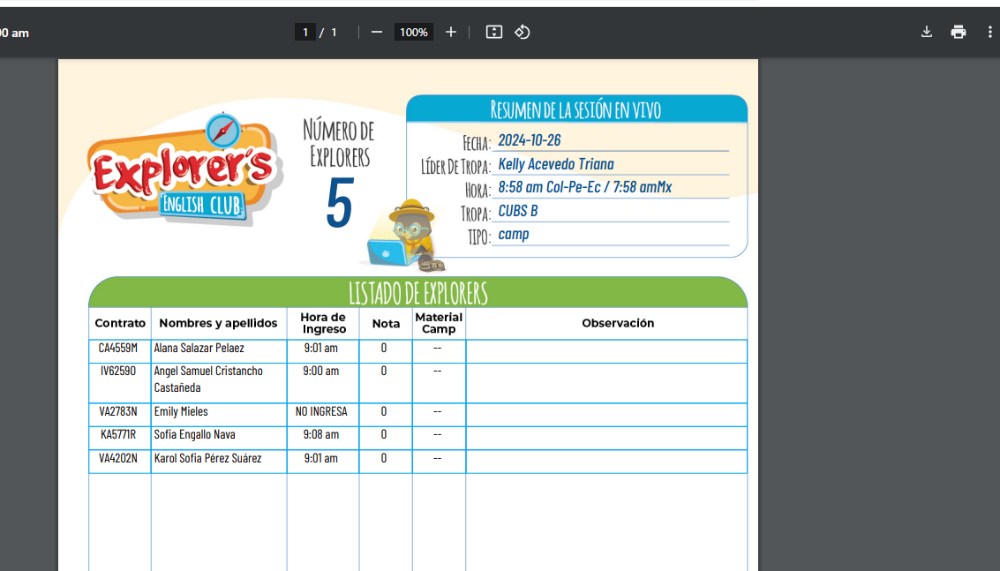 00 am
1 / 1
100%
Explorer's
ENGLISH CLUB
NÚMERO DE
EXPLORERS
5
RESUMEN DE LA SESIÓN EN VIVO
FECHA: 2024-10-26
LÍDER DE TROPA: Kelly Acevedo Triana
HORA: 8:58 am Col-Pe-Ec / 7:58 amMx
TROPA: CUBS B
TIPO: camp
LISTADO DE EXPLORERS
Contrato Nombres y apellidos Hora de Ingreso Nota Material Camp Observación
CA4559M Alana Salazar Pelaez 9:01 am 0 --
IV62590 Angel Samuel Cristancho 9:00 am 0 --
Castañeda
VA2783N Emily Mieles NO INGRESA 0 --
KA5771R Sofia Engallo Nava 9:08 am 0 --
VA4202N Karol Sofia Pérez Suárez 9:01 am 0 --